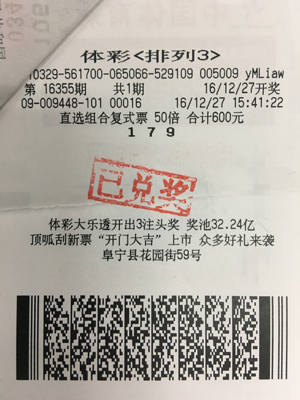 体彩<排列3>
10329-561700-065066-529109 005009 yMLiaw
第 16355期 共1期 16/12/27开奖
09-009448-101 00016 16/12/27 15:41:22
直选组合复式票 50倍 合计600元
1 7 9
已兑奖
体彩大乐透开出3注头奖 奖池32.24亿
顶呱刮新票“开门大吉”上市 众多好礼来袭
阜宁县花园街59号